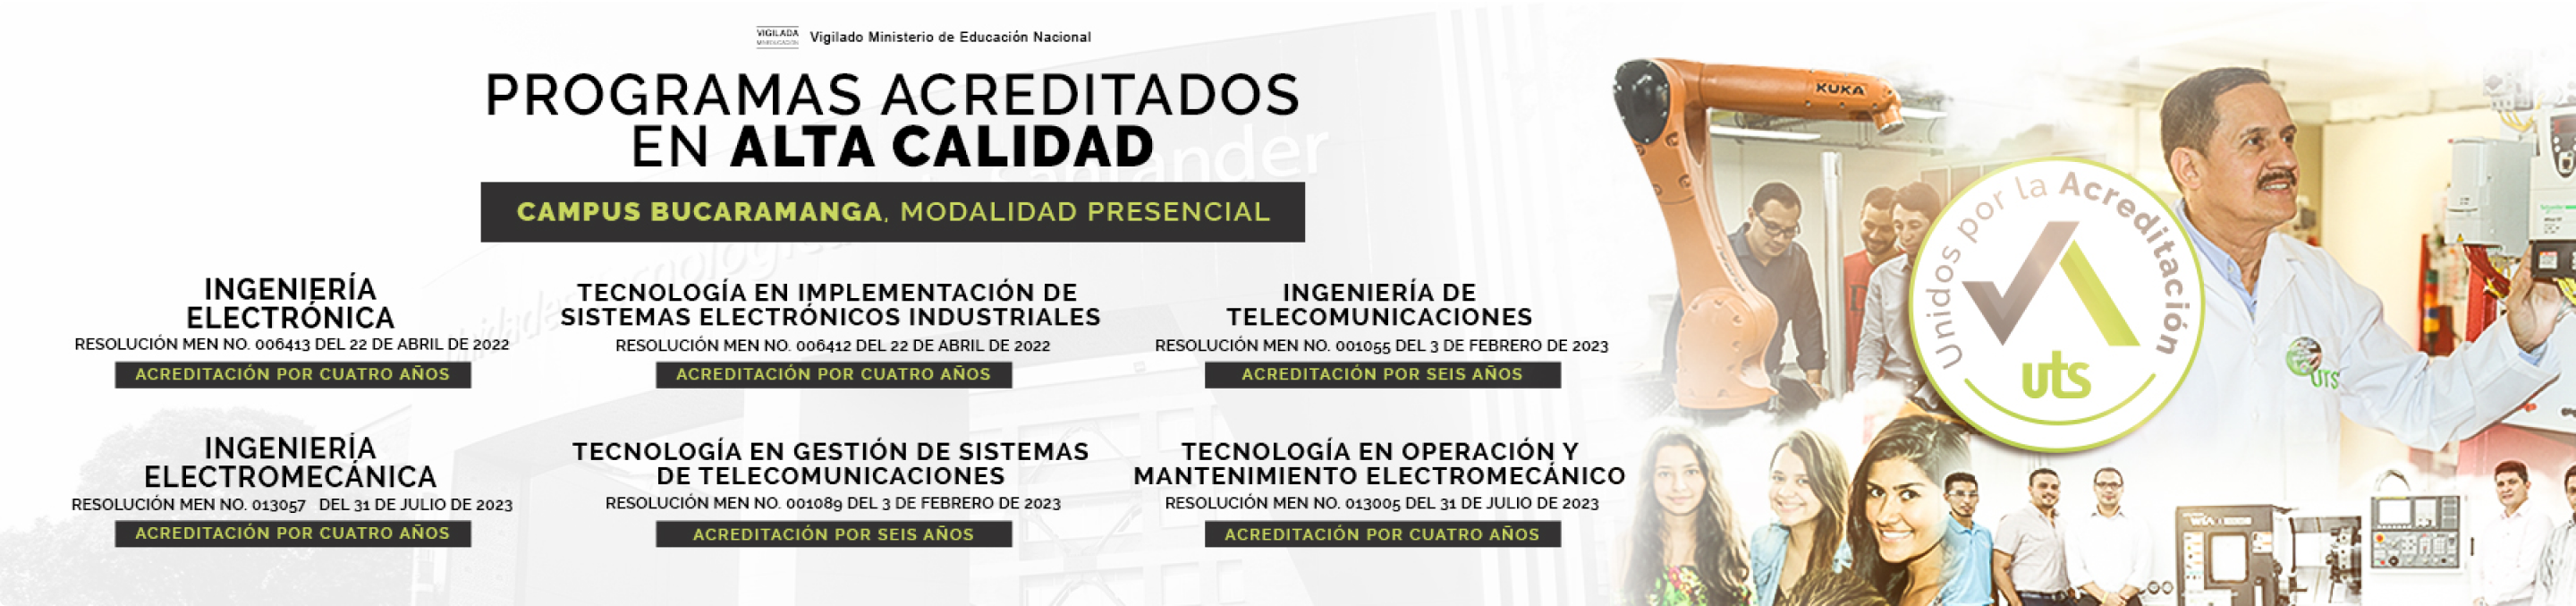 VIGILADA
MINEDUCACIÓN
Vigilado Ministerio de Educación Nacional
PROGRAMAS ACREDITADOS
EN ALTA CALIDAD
CAMPUS BUCARAMANGA, MODALIDAD PRESENCIAL
INGENIERÍA
ELECTRÓNICA
RESOLUCIÓN MEN NO. 006413 DEL 22 DE ABRIL DE 2022
ACREDITACIÓN POR CUATRO AÑOS
TECNOLOGÍA EN IMPLEMENTACIÓN DE
SISTEMAS ELECTRÓNICOS INDUSTRIALES
RESOLUCIÓN MEN NO. 006412 DEL 22 DE ABRIL DE 2022
ACREDITACIÓN POR CUATRO AÑOS
INGENIERÍA DE
TELECOMUNICACIONES
RESOLUCIÓN MEN NO. 001055 DEL 3 DE FEBRERO DE 2023
ACREDITACIÓN POR SEIS AÑOS
INGENIERÍA
ELECTROMECÁNICA
RESOLUCIÓN MEN NO. 013057 DEL 31 DE JULIO DE 2023
ACREDITACIÓN POR CUATRO AÑOS
TECNOLOGÍA EN GESTIÓN DE SISTEMAS
DE TELECOMUNICACIONES
RESOLUCIÓN MEN NO. 001089 DEL 3 DE FEBRERO DE 2023
ACREDITACIÓN POR SEIS AÑOS
TECNOLOGÍA EN OPERACIÓN Y
MANTENIMIENTO ELECTROMECÁNICO
RESOLUCIÓN MEN NO. 013005 DEL 31 DE JULIO DE 2023
ACREDITACIÓN POR CUATRO AÑOS
KUKA
Unidos por la Acreditación
uts
UTS